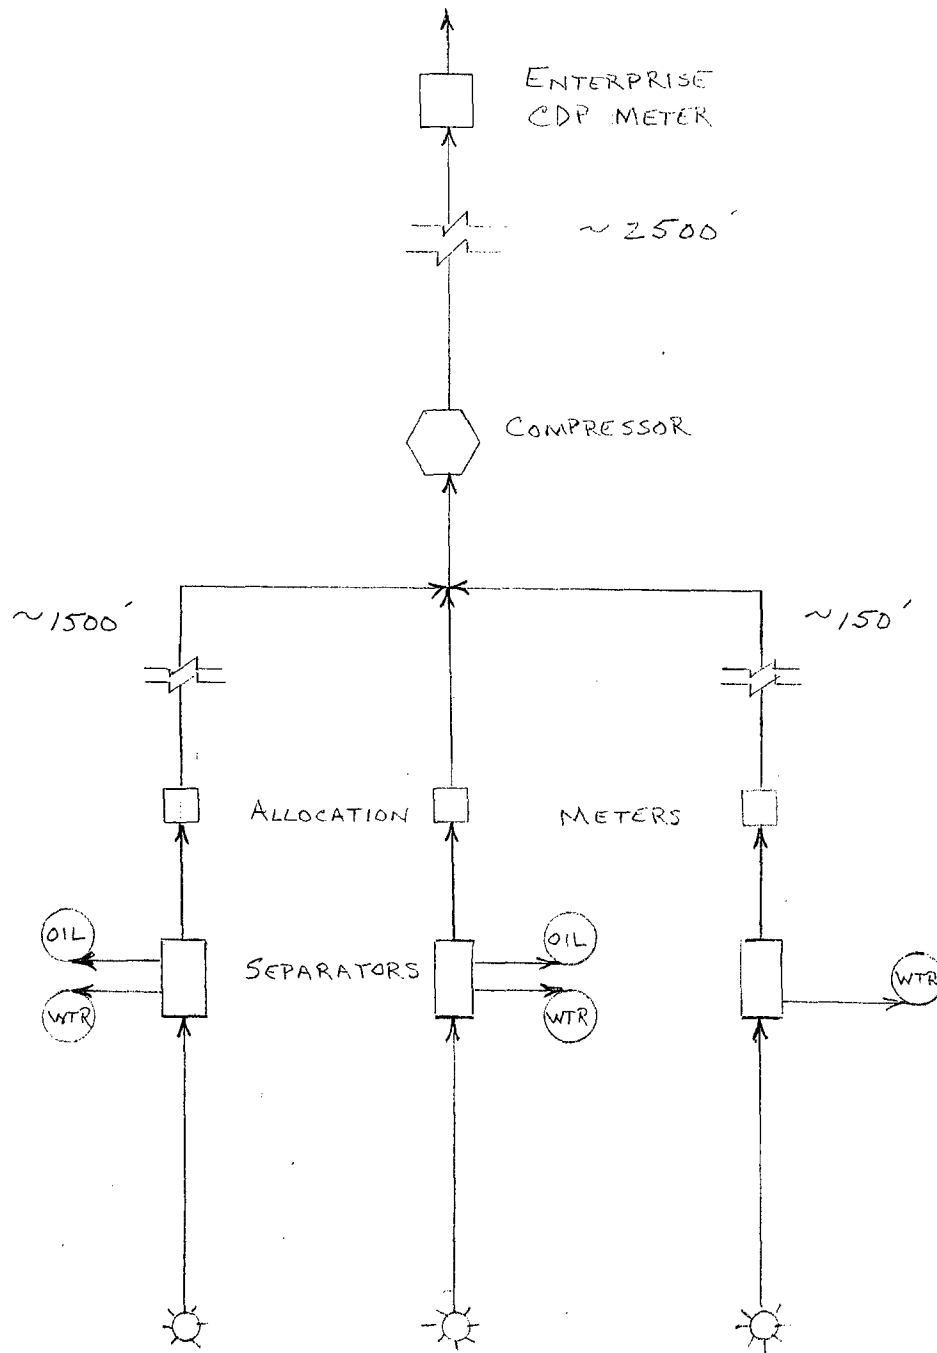 ENTERPRISE
CDP METER
~ 2500'
COMPRESSOR
~1500'
~150'
ALLOCATION METERS
OIL
OIL
SEPARATORS
WTR
WTR
WTR